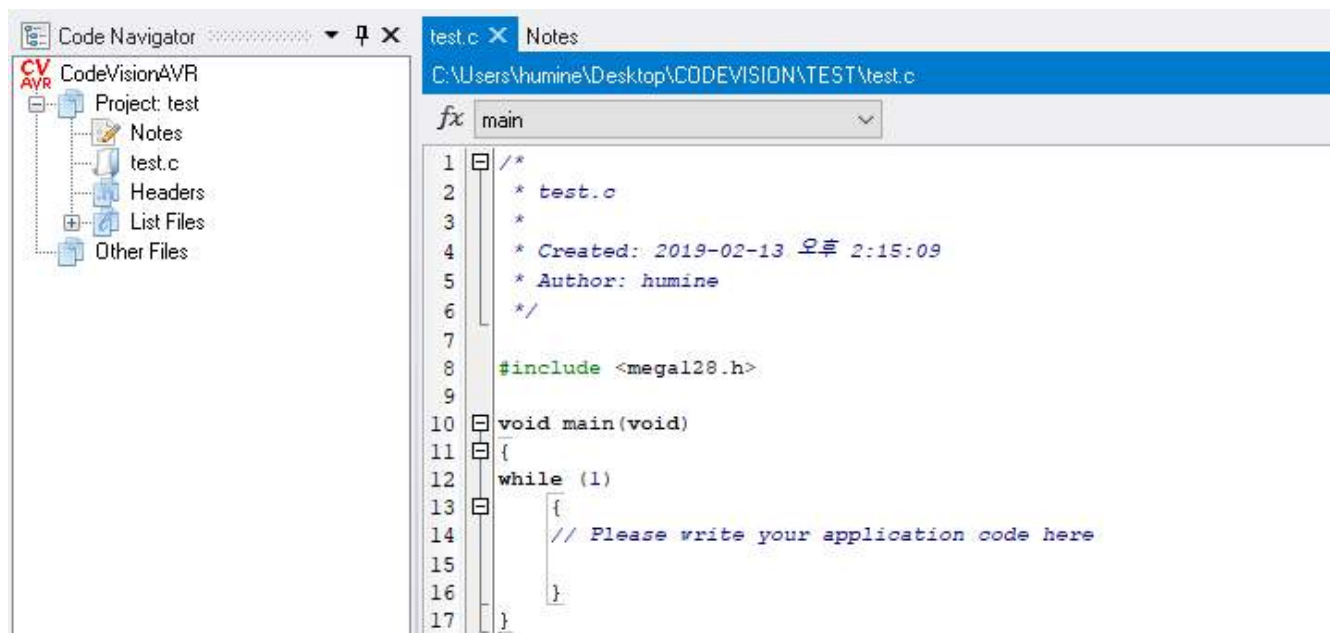 Code Navigator
CV
AVR
CodeVisionAVR
Project: test
Notes
test.c
Headers
List Files
Other Files
test.c Notes
C:\Users\humine\Desktop\CODEVISION\TEST\test.c
fx main
1 /*
2 * test.c
3 *
4 * Created: 2019-02-13 오후 2:15:09
5 * Author: humine
6 */
7
8 #include <mega128.h>
9
10 void main(void)
11 {
12 while (1)
13 {
14 // Please write your application code here
15
16 }
17 }